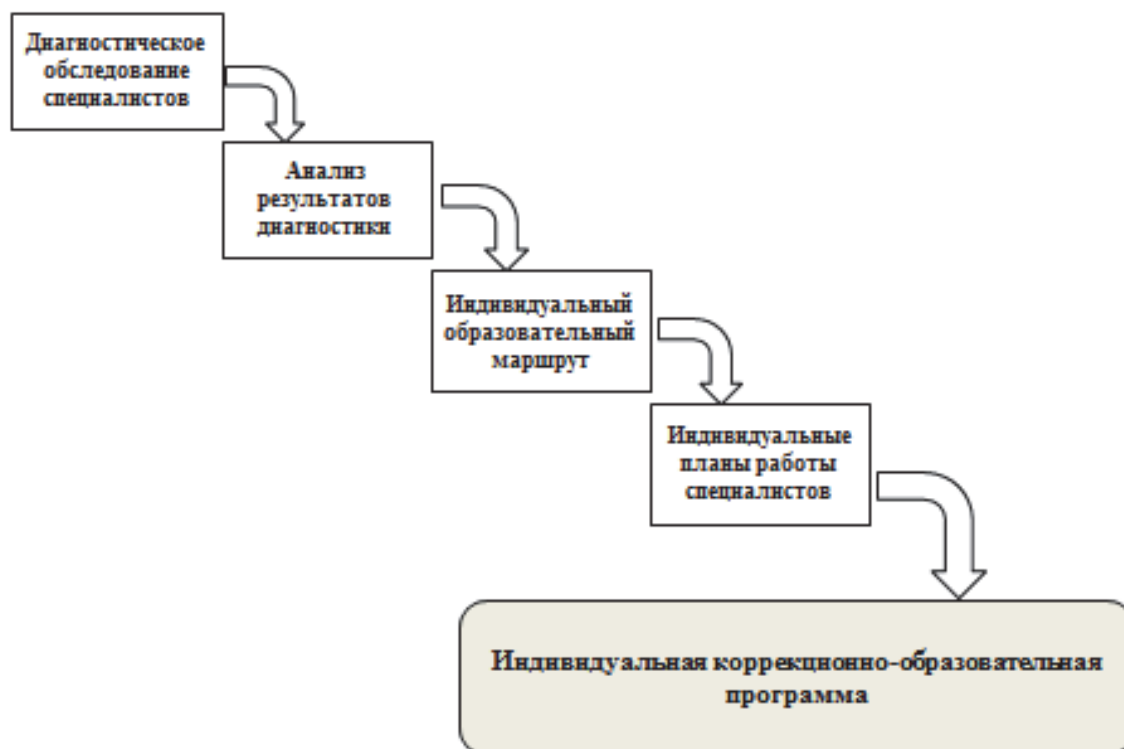 Диагностическое
обследование
специалистов
Анализ
результатов
диагностики
Индивидуальный
образовательный
маршрут
Индивидуальные
планы работы
специалистов
Индивидуальная коррекционно-образовательная
программа